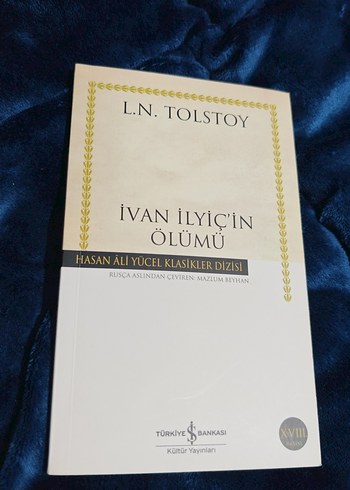 L.N. TOLSTOY
İVAN İLYİÇ'İN
ÖLÜMÜ
HASAN ÂLİ YÜCEL KLASİKLER DİZİSİ
RUSÇA ASLINDAN ÇEVİREN: MAZLUM BEYHAN
TÜRKİYE İŞ BANKASI
Kültür Yayınları
XVIII